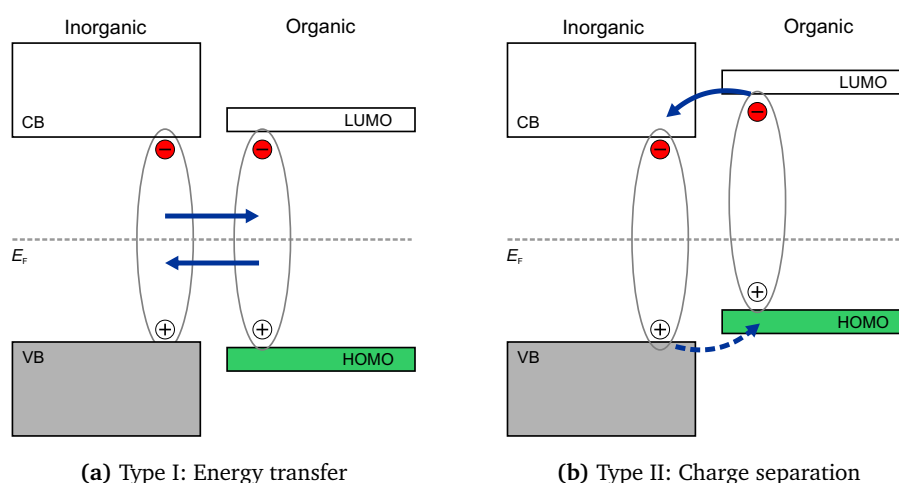 Inorganic Organic
CB
LUMO
E_F
VB
HOMO
(a) Type I: Energy transfer
Inorganic Organic
LUMO
CB
E_F
HOMO
VB
(b) Type II: Charge separation